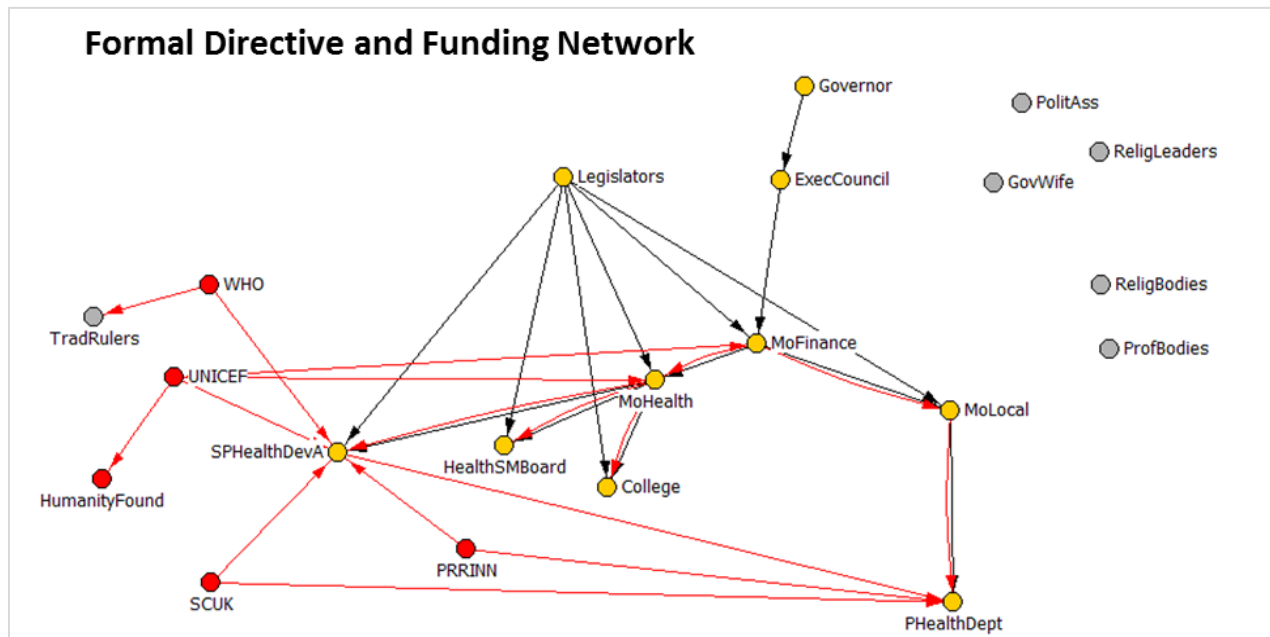 Formal Directive and Funding Network
Governor
PolitAss
ReligLeaders
Legislators
ExecCouncil
GovWife
WHO
ReligBodies
TradRulers
MoFinance
ProfBodies
UNICEF
MoHealth
MoLocal
SPHealthDevA
HealthSMBoard
College
HumanityFound
PRRINN
SCUK
PHealthDept